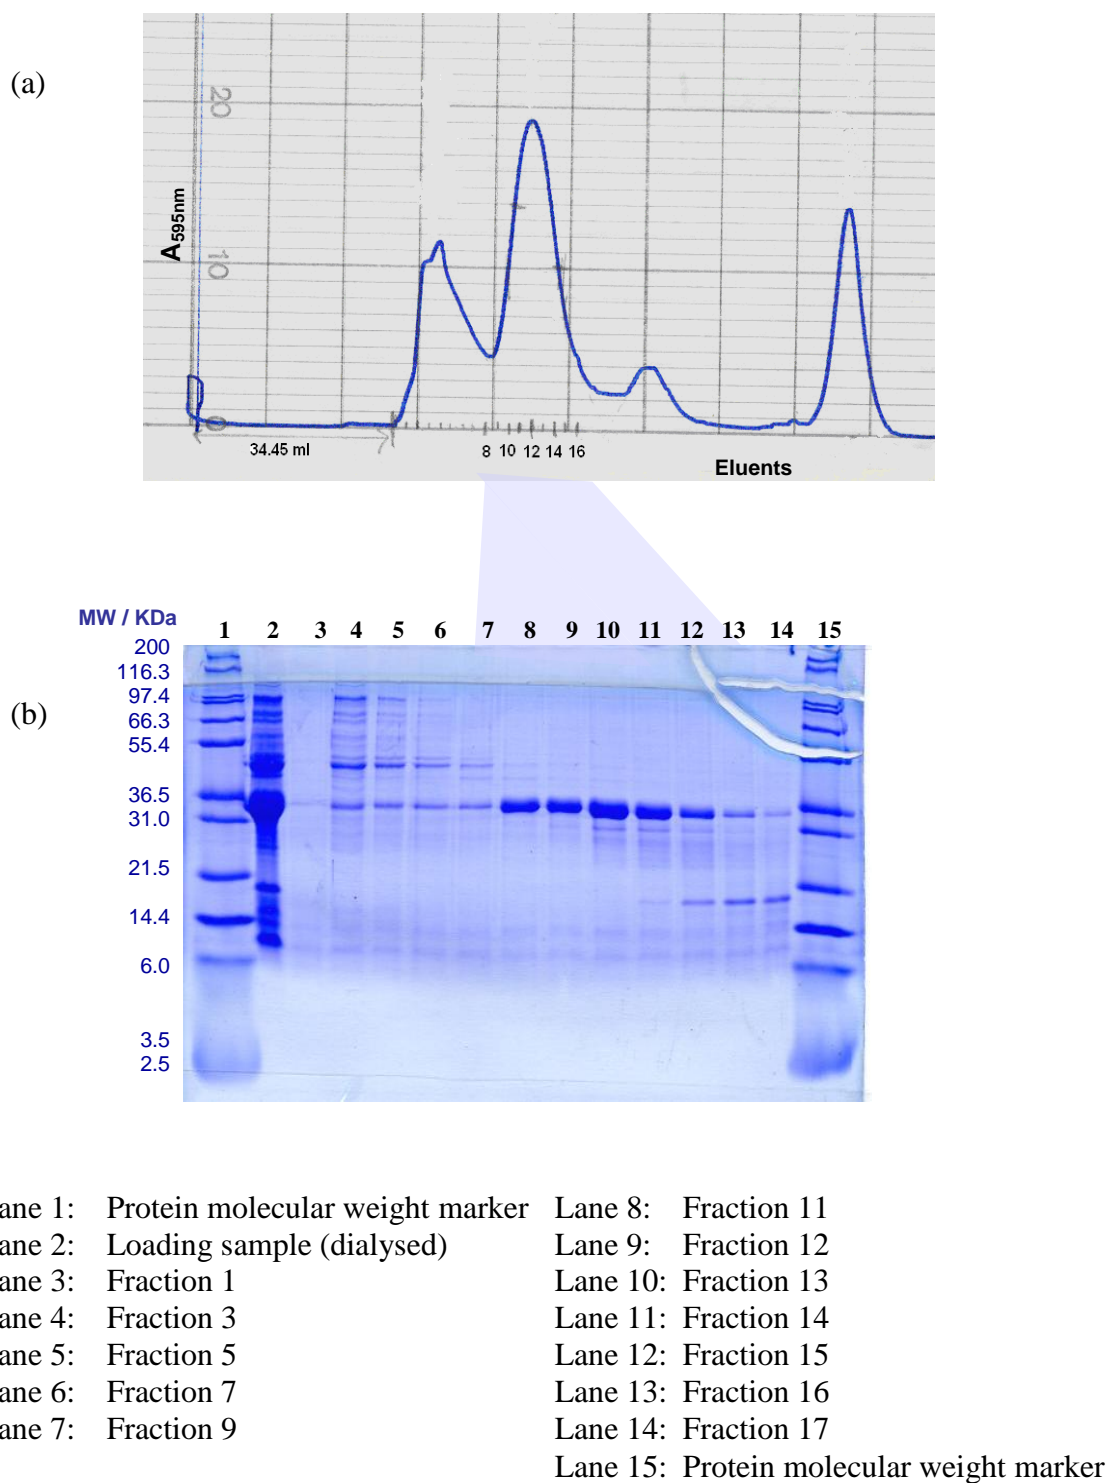 (a)
20
10
0
A595nm
34.45 ml
8 10 12 14 16
Eluents
MW / KDa
1 2 3 4 5 6 7 8 9 10 11 12 13 14 15
200
116.3
97.4
(b)
66.3
55.4
36.5
31.0
21.5
14.4
6.0
3.5
2.5
ane 1: Protein molecular weight marker
ane 2: Loading sample (dialysed)
ane 3: Fraction 1
ane 4: Fraction 3
ane 5: Fraction 5
ane 6: Fraction 7
ane 7: Fraction 9
Lane 8: Fraction 11
Lane 9: Fraction 12
Lane 10: Fraction 13
Lane 11: Fraction 14
Lane 12: Fraction 15
Lane 13: Fraction 16
Lane 14: Fraction 17
Lane 15: Protein molecular weight marker